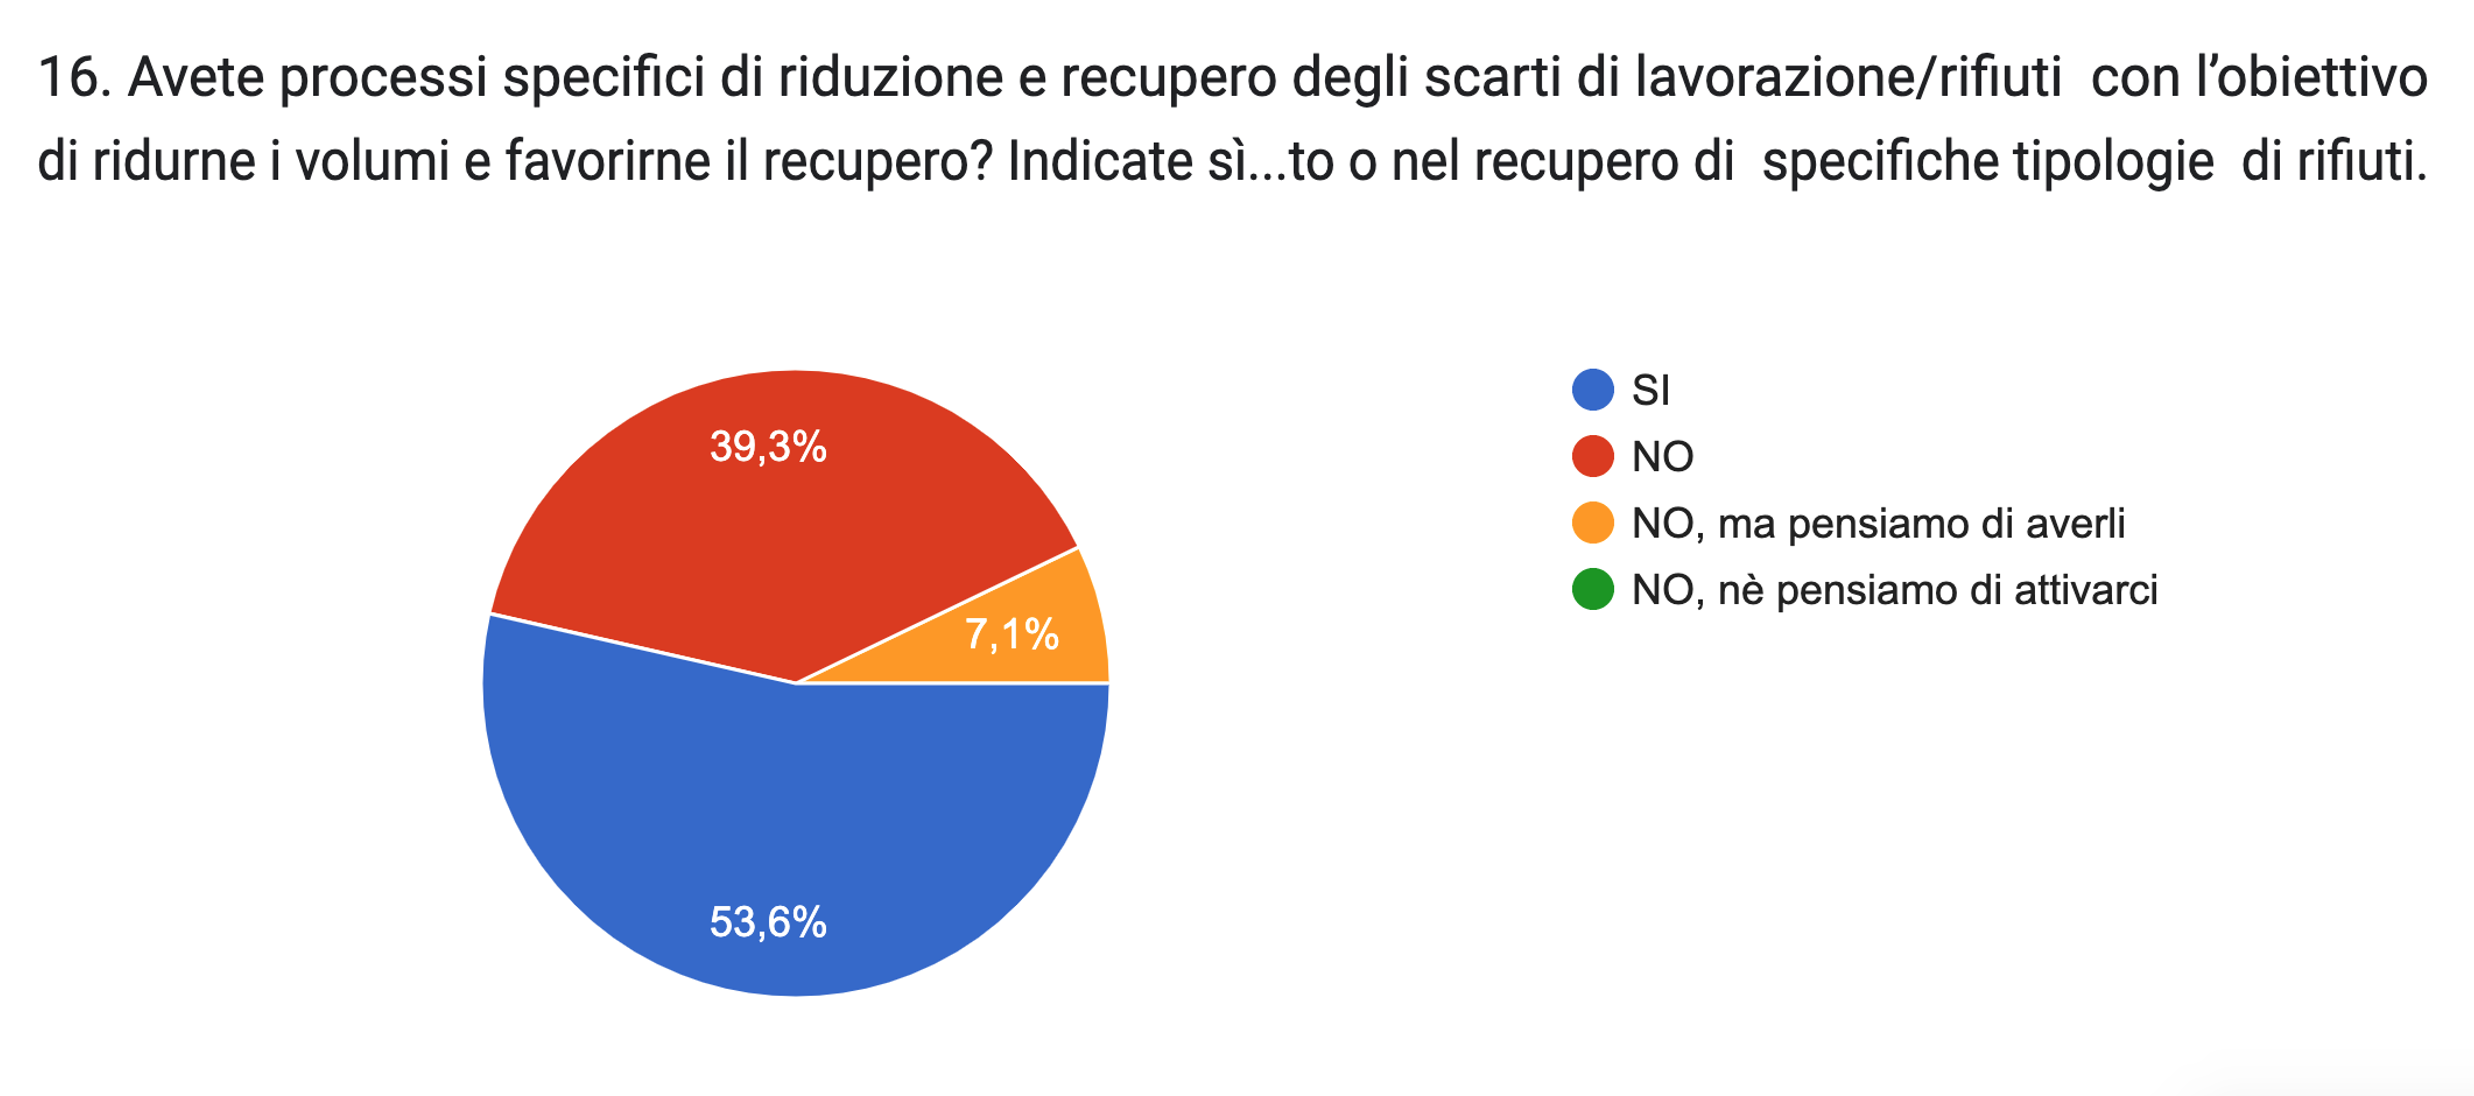 16. Avete processi specifici di riduzione e recupero degli scarti di lavorazione/rifiuti  con l’obiettivo
di ridurne i volumi e favorirne il recupero? Indicate sì...to o nel recupero di  specifiche tipologie  di rifiuti.
39,3%
7,1%
53,6%
SI
NO
NO, ma pensiamo di averli
NO, nè pensiamo di attivarci